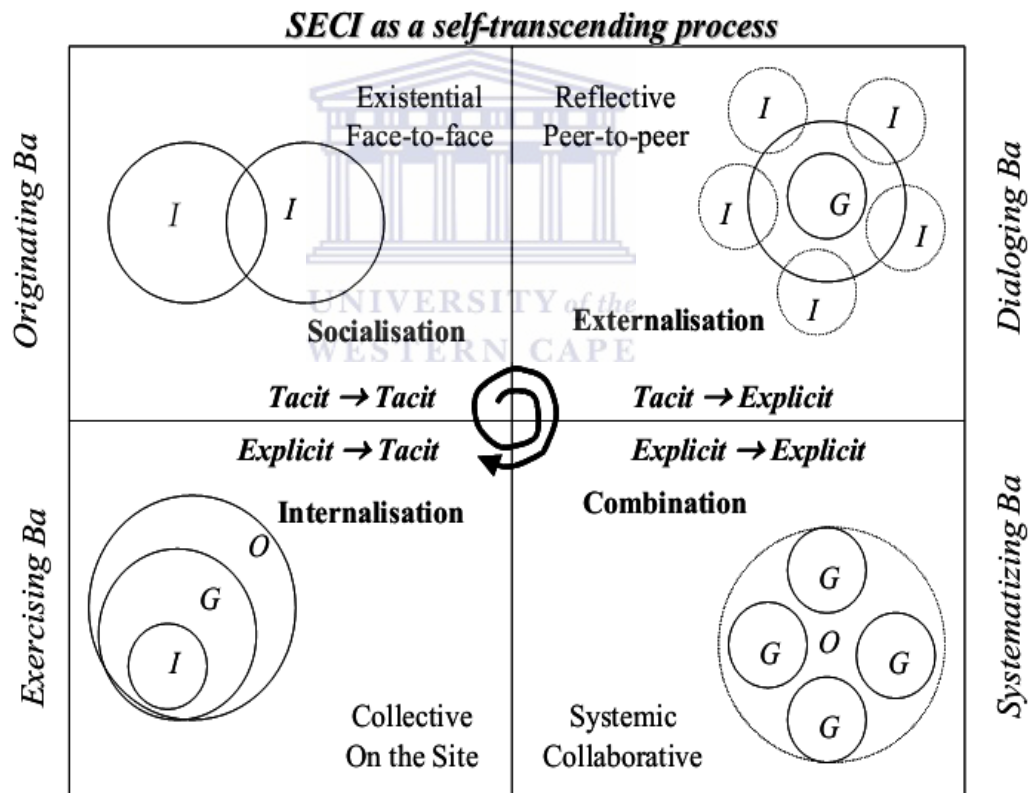 SECI as a self-transcending process
Originating Ba
Existential
Face-to-face
I
I
Socialisation
Tacit → Tacit
Reflective
Peer-to-peer
I
I
I
G
I
I
Externalisation
Tacit → Explicit
Dialoging Ba
UNIVERSITY of the
WESTERN CAPE
Exercising Ba
Explicit → Tacit
Internalisation
O
G
I
Collective
On the Site
Explicit → Explicit
Combination
G
G
O
G
G
Systemic
Collaborative
Systematizing Ba